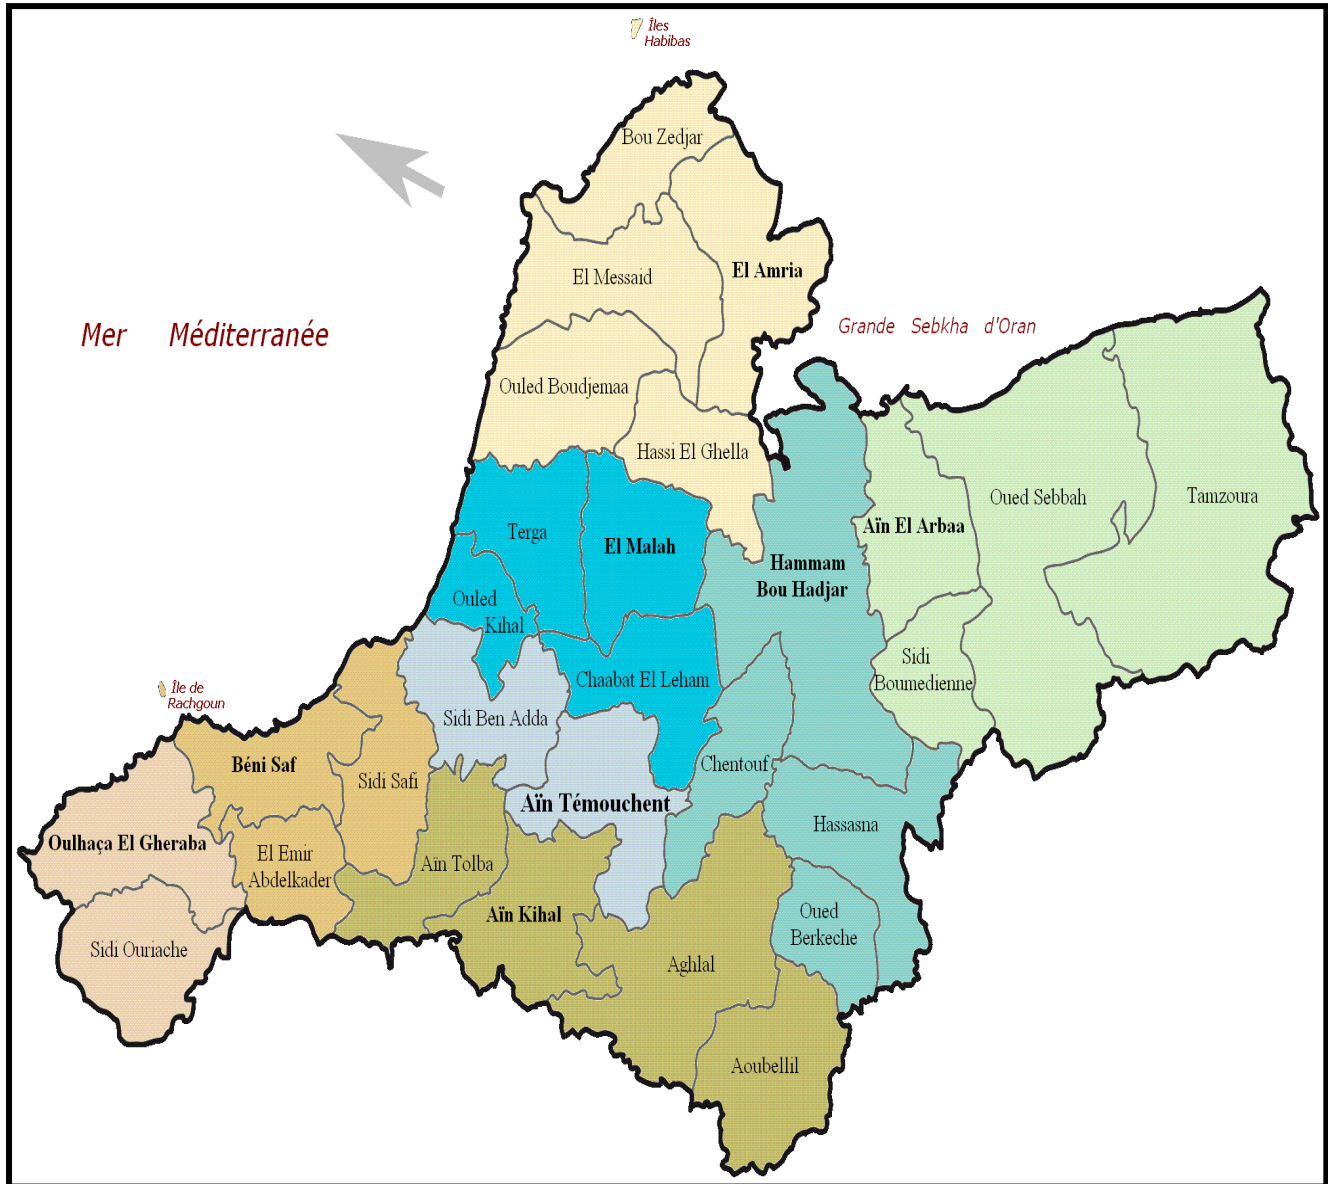 Îles
Habibas
Bou Zedjar
El Messaid
El Amria
Mer Méditerranée
Grande Sebkha d'Oran
Ouled Boudjemaa
Hassi El Ghella
Oued Sebbah
Tamzoura
Aïn El Arbaa
Terga
El Malah
Hammam
Bou Hadjar
Ouled
Kihal
Sidi
Boumedienne
Chaabat El Leham
Île de
Rachgoun
Sidi Ben Adda
Béni Saf
Sidi Safi
Chentouf
Aïn Témouchent
Hassasna
Oulhaça El Gheraba
El Emir
Abdelkader
Aïn Tolba
Aïn Kihal
Oued
Berkeche
Sidi Ouriache
Aghlal
Aoubellil